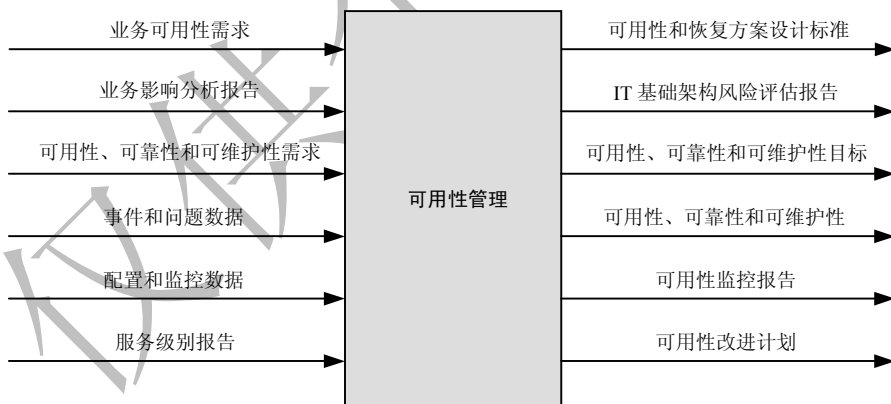 业务可用性需求
业务影响分析报告
可用性、可靠性和可维护性需求
事件和问题数据
配置和监控数据
服务级别报告
可用性管理
可用性和恢复方案设计标准
IT 基础架构风险评估报告
可用性、可靠性和可维护性目标
可用性、可靠性和可维护性
可用性监控报告
可用性改进计划
仅供